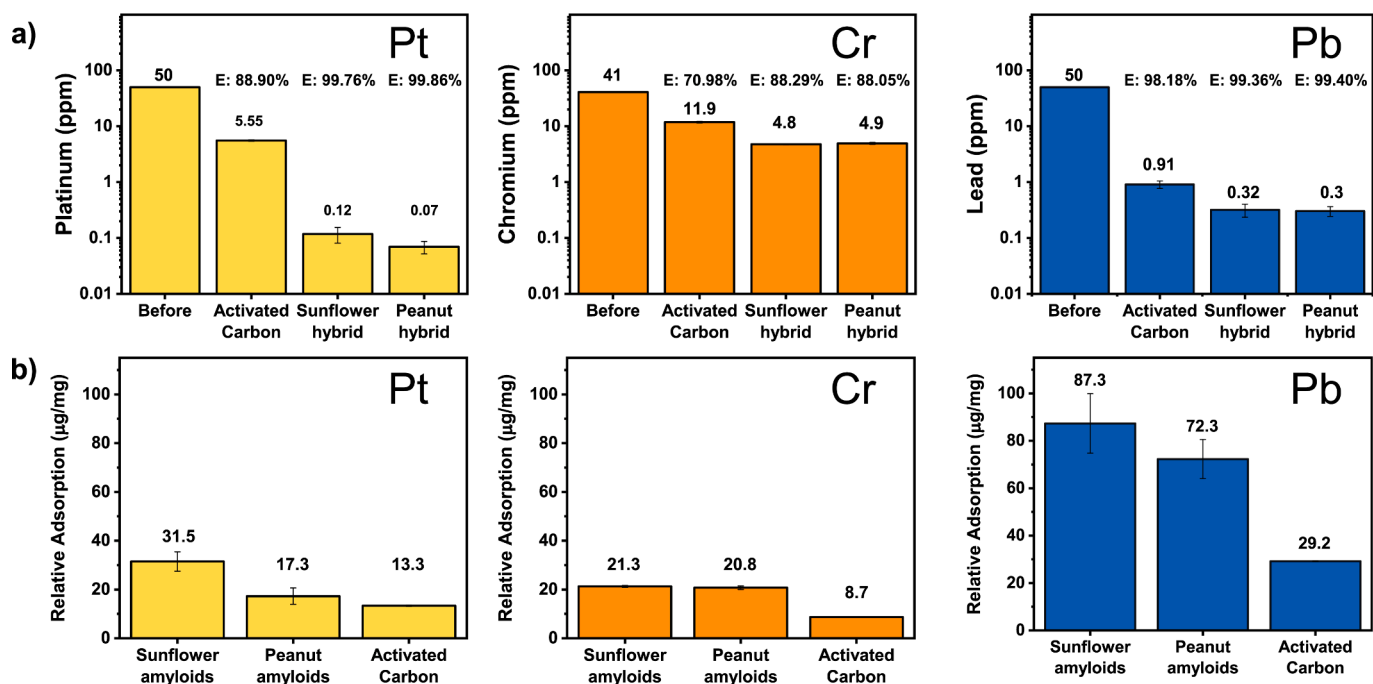 a)
Pt
Platinum (ppm)
100
10
1
0.1
0.01
50
E: 88.90%
E: 99.76%
E: 99.86%
5.55
0.12
0.07
Before
Activated
Carbon
Sunflower
hybrid
Peanut
hybrid
Cr
Chromium (ppm)
100
10
1
0.1
0.01
41
E: 70.98%
E: 88.29%
E: 88.05%
11.9
4.8
4.9
Before
Activated
Carbon
Sunflower
hybrid
Peanut
hybrid
Pb
Lead (ppm)
100
10
1
0.1
0.01
50
E: 98.18%
E: 99.36%
E: 99.40%
0.91
0.32
0.3
Before
Activated
Carbon
Sunflower
hybrid
Peanut
hybrid
b)
Pt
Relative Adsorption (µg/mg)
100
80
60
40
20
0
31.5
17.3
13.3
Sunflower
amyloids
Peanut
amyloids
Activated
Carbon
Cr
Relative Adsorption (µg/mg)
100
80
60
40
20
0
21.3
20.8
8.7
Sunflower
amyloids
Peanut
amyloids
Activated
Carbon
Pb
Relative Adsorption (µg/mg)
100
80
60
40
20
0
87.3
72.3
29.2
Sunflower
amyloids
Peanut
amyloids
Activated
Carbon